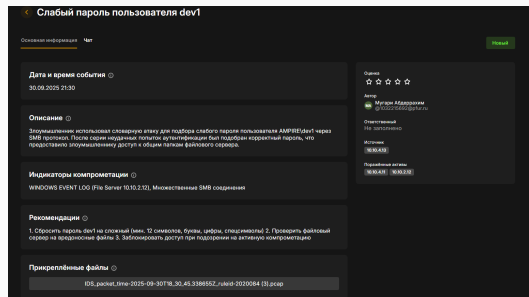 Слабый пароль пользователя dev1
Основная информация Чат
Новый
Дата и время события
30.09.2025 21:30
Описание
Злоумышленник использовал словарную атаку для подбора слабого пароля пользователя AMPIRE\dev1 через
SMB протокол. После серии неудачных попыток аутентификации был подобран корректный пароль, что
предоставило злоумышленнику доступ к общим папкам файлового сервера.
Индикаторы компрометации
WINDOWS EVENT LOG (File Server 10.10.2.12), Множественные SMB соединения
Рекомендации
1. Сбросить пароль dev1 на сложный (мин. 12 символов, буквы, цифры, спецсимволы) 2. Проверить файловый
сервер на вредоносные файлы 3. Заблокировать доступ при подозрении на активную компрометацию
Прикреплённые файлы
IDS_packet_time-2025-09-30T18_30_45.338655Z_ruleid-2020084 (3).pcap
Оценка
Автор
Мугари Абдеррахим
@1032215692@pfur.ru
Ответственный
Не заполнено
Источник
10.10.4.13
Поражённые активы
10.10.4.11 10.10.2.12